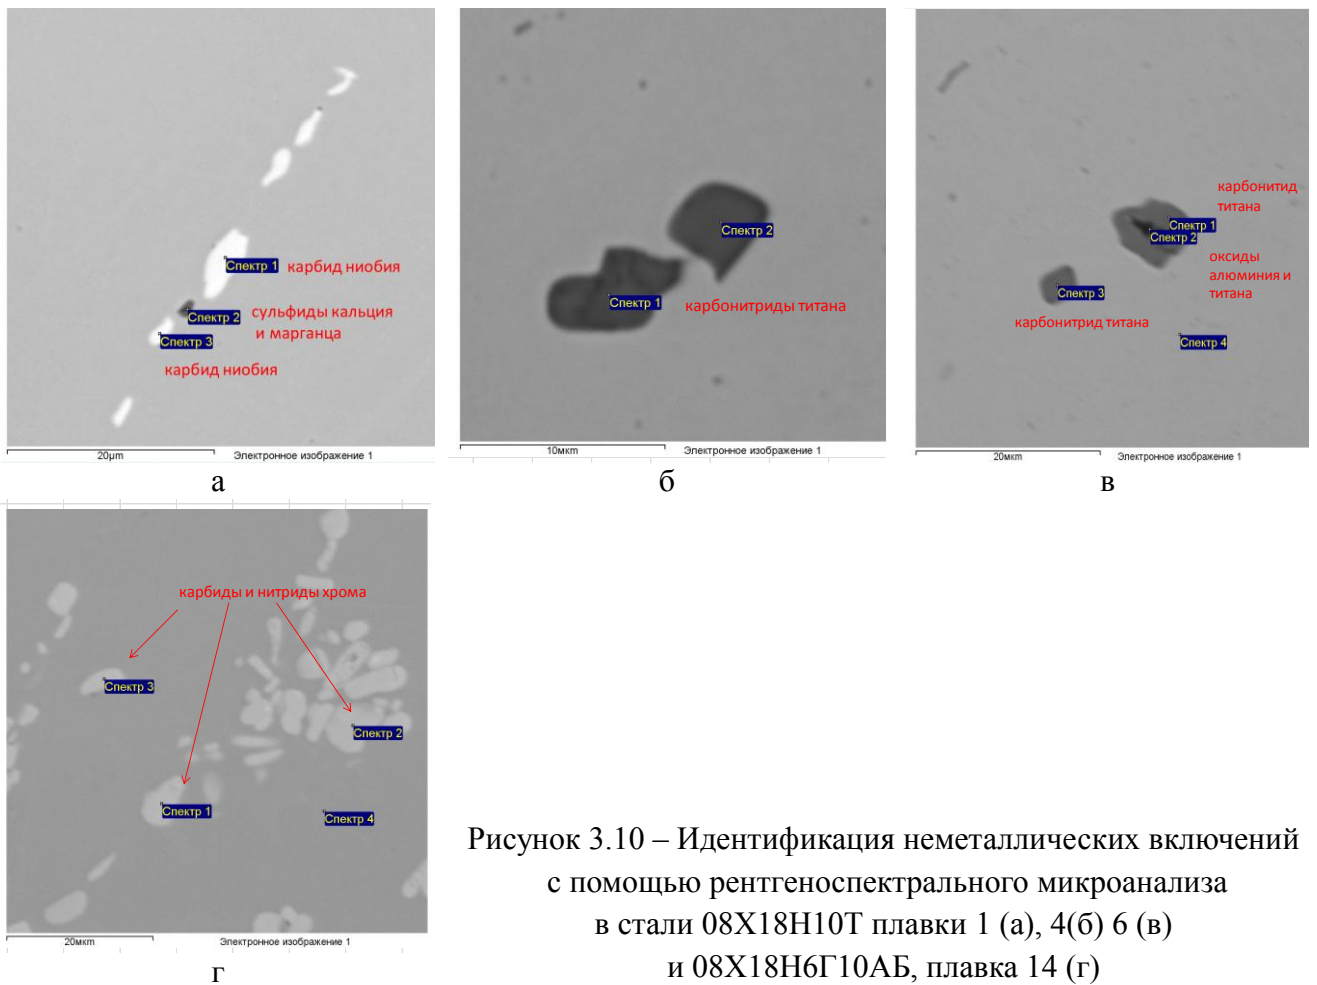 Спектр 1
карбид ниобия
Спектр 2
сульфиды кальция
и марганца
Спектр 3
карбид ниобия
20µm
Электронное изображение 1
а
Спектр 2
Спектр 1
карбонитриды титана
10мкm
Электронное изображение 1
б
карбонитид
титана
Спектр 1
Спектр 2
оксиды
алюминия и
титана
Спектр 3
карбонитрид титана
Спектр 4
20мкm
Электронное изображение 1
в
карбиды и нитриды хрома
Спектр 3
Спектр 2
Спектр 1
Спектр 4
20мкm
Электронное изображение 1
г
Рисунок 3.10 – Идентификация неметаллических включений
с помощью рентгеноспектрального микроанализа
в стали 08Х18Н10Т плавки 1 (а), 4(б) 6 (в)
и 08Х18Н6Г10АБ, плавка 14 (г)